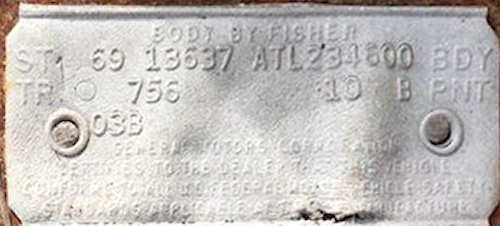 BODY BY FISHER
ST 69 13637 ATL234600 BDY
TR 756 10 B PNT
03B
GENERAL MOTORS CORPORATION
CERTIFIES TO THE DEALER THAT THIS VEHICLE
CONFORMS TO ALL U.S. FEDERAL MOTOR VEHICLE SAFETY
STANDARDS APPLICABLE AT TIME OF MANUFACTURE